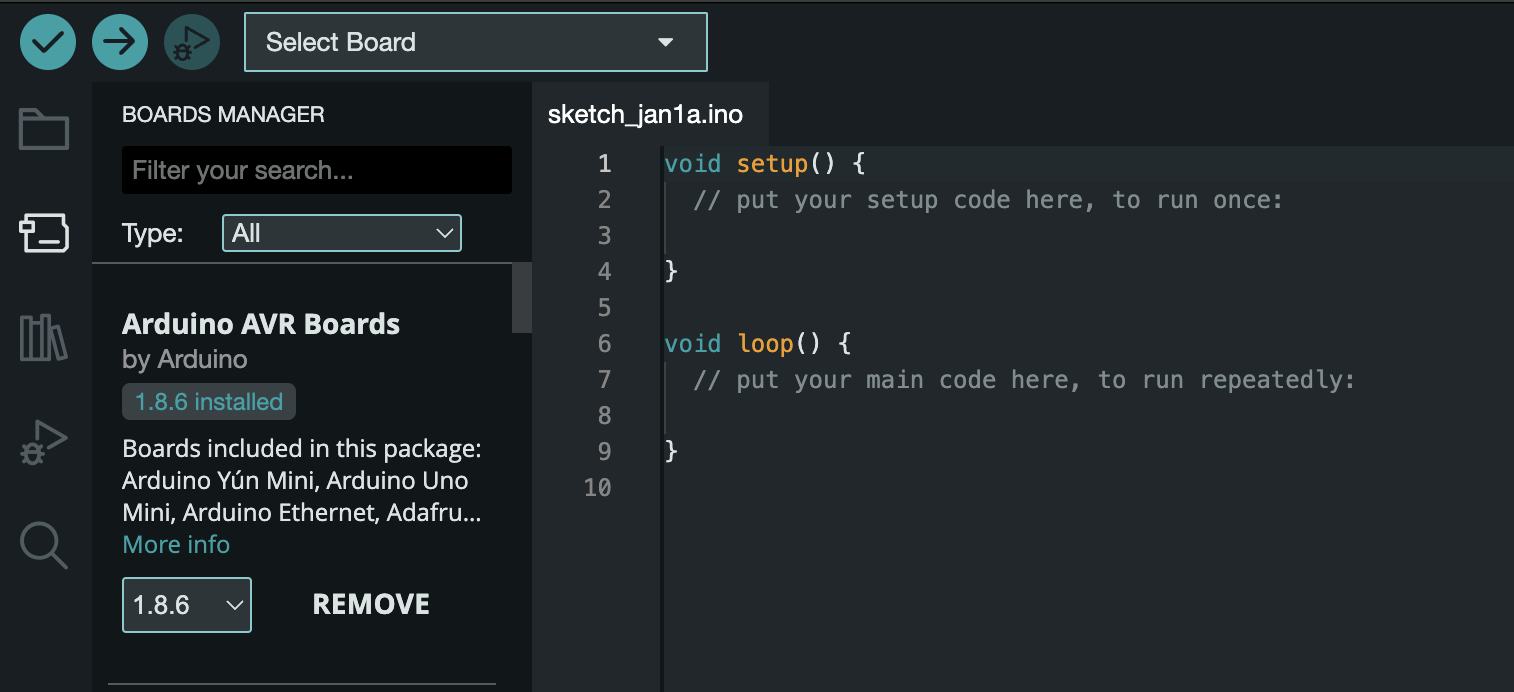 Select Board
BOARDS MANAGER
Filter your search...
Type:
All
Arduino AVR Boards
by Arduino
1.8.6 installed
Boards included in this package:
Arduino Yún Mini, Arduino Uno
Mini, Arduino Ethernet, Adafru...
More info
1.8.6
REMOVE
sketch_jan1a.ino
1 void setup() {
2 // put your setup code here, to run once:
3
4 }
5
6 void loop() {
7 // put your main code here, to run repeatedly:
8
9 }
10